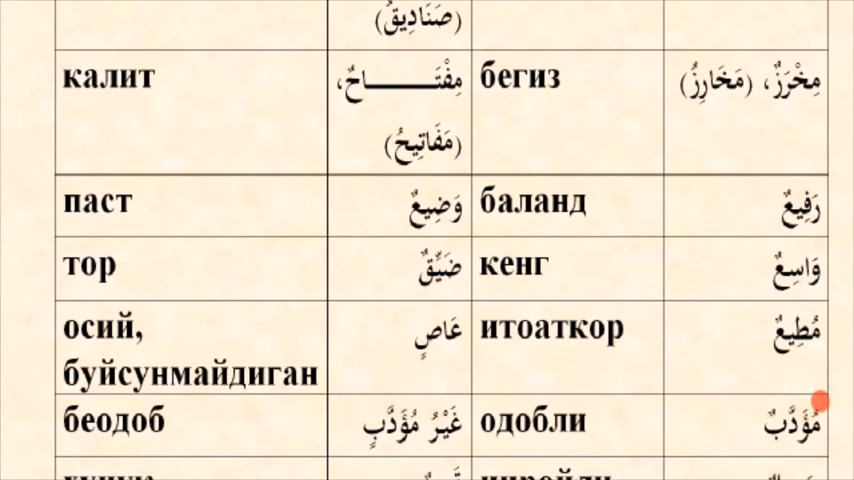 (صَنَادِيقُ)
калит مِفْتَـــــــاحٌ، бегиз مِخْرَزٌ، (مَخَارِزُ)
(مَفَاتِيحُ)
паст وَضِيعٌ баланд رَفِيعٌ
тор ضَيِّقٌ кенг وَاسِعٌ
осий, عَاصٍ итоаткор مُطِيعٌ
буйсунмайдиган
беодоб غَيْرُ مُؤَدَّبٍ одобли مُؤَدَّبٌ